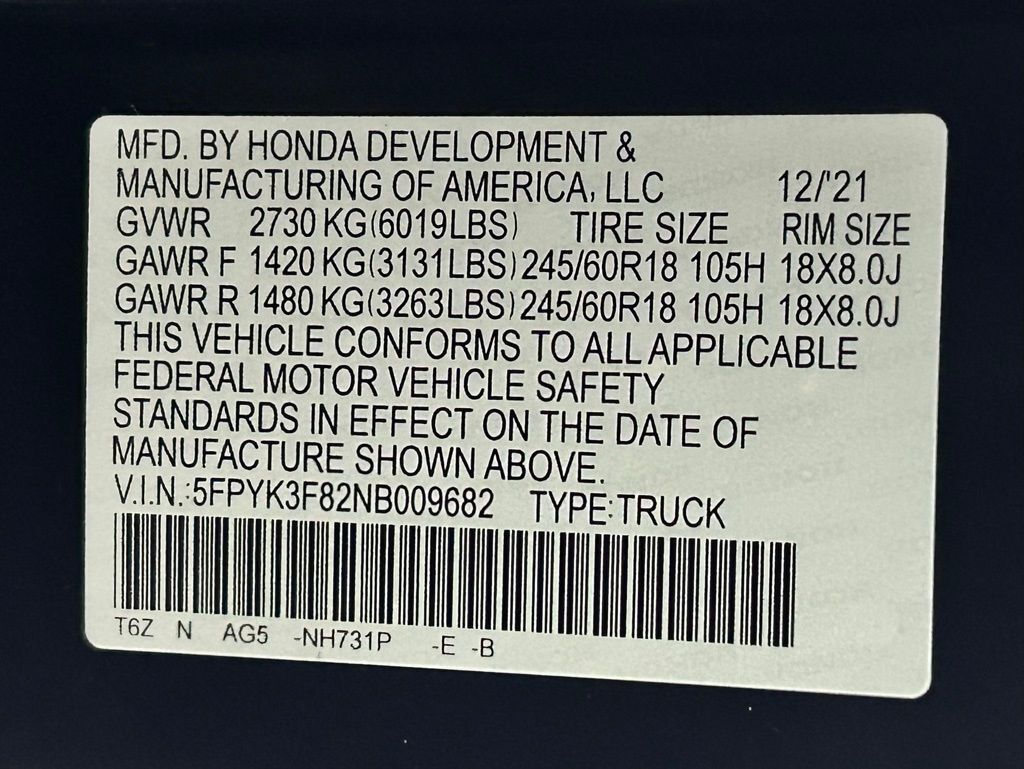 MFD. BY HONDA DEVELOPMENT &
MANUFACTURING OF AMERICA, LLC 12/'21
GVWR 2730 KG(6019LBS) TIRE SIZE RIM SIZE
GAWR F 1420 KG(3131LBS) 245/60R18 105H 18X8.0J
GAWR R 1480 KG(3263LBS) 245/60R18 105H 18X8.0J
THIS VEHICLE CONFORMS TO ALL APPLICABLE
FEDERAL MOTOR VEHICLE SAFETY
STANDARDS IN EFFECT ON THE DATE OF
MANUFACTURE SHOWN ABOVE.
V.I.N.:5FPYK3F82NB009682 TYPE:TRUCK
T6Z N AG5 -NH731P -E -B